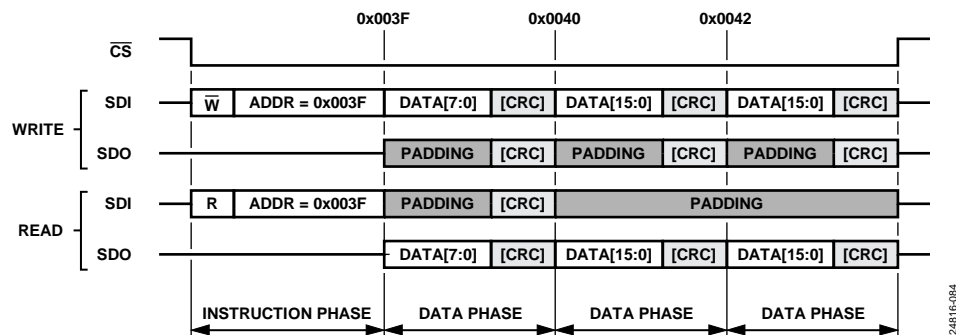 0x003F 0x0040 0x0042
CS
SDI W ADDR = 0x003F DATA[7:0] [CRC] DATA[15:0] [CRC] DATA[15:0] [CRC]
WRITE
SDO PADDING [CRC] PADDING [CRC] PADDING [CRC]
SDI R ADDR = 0x003F PADDING [CRC] PADDING
READ
SDO DATA[7:0] [CRC] DATA[15:0] [CRC] DATA[15:0] [CRC]
INSTRUCTION PHASE DATA PHASE DATA PHASE DATA PHASE
24816-084